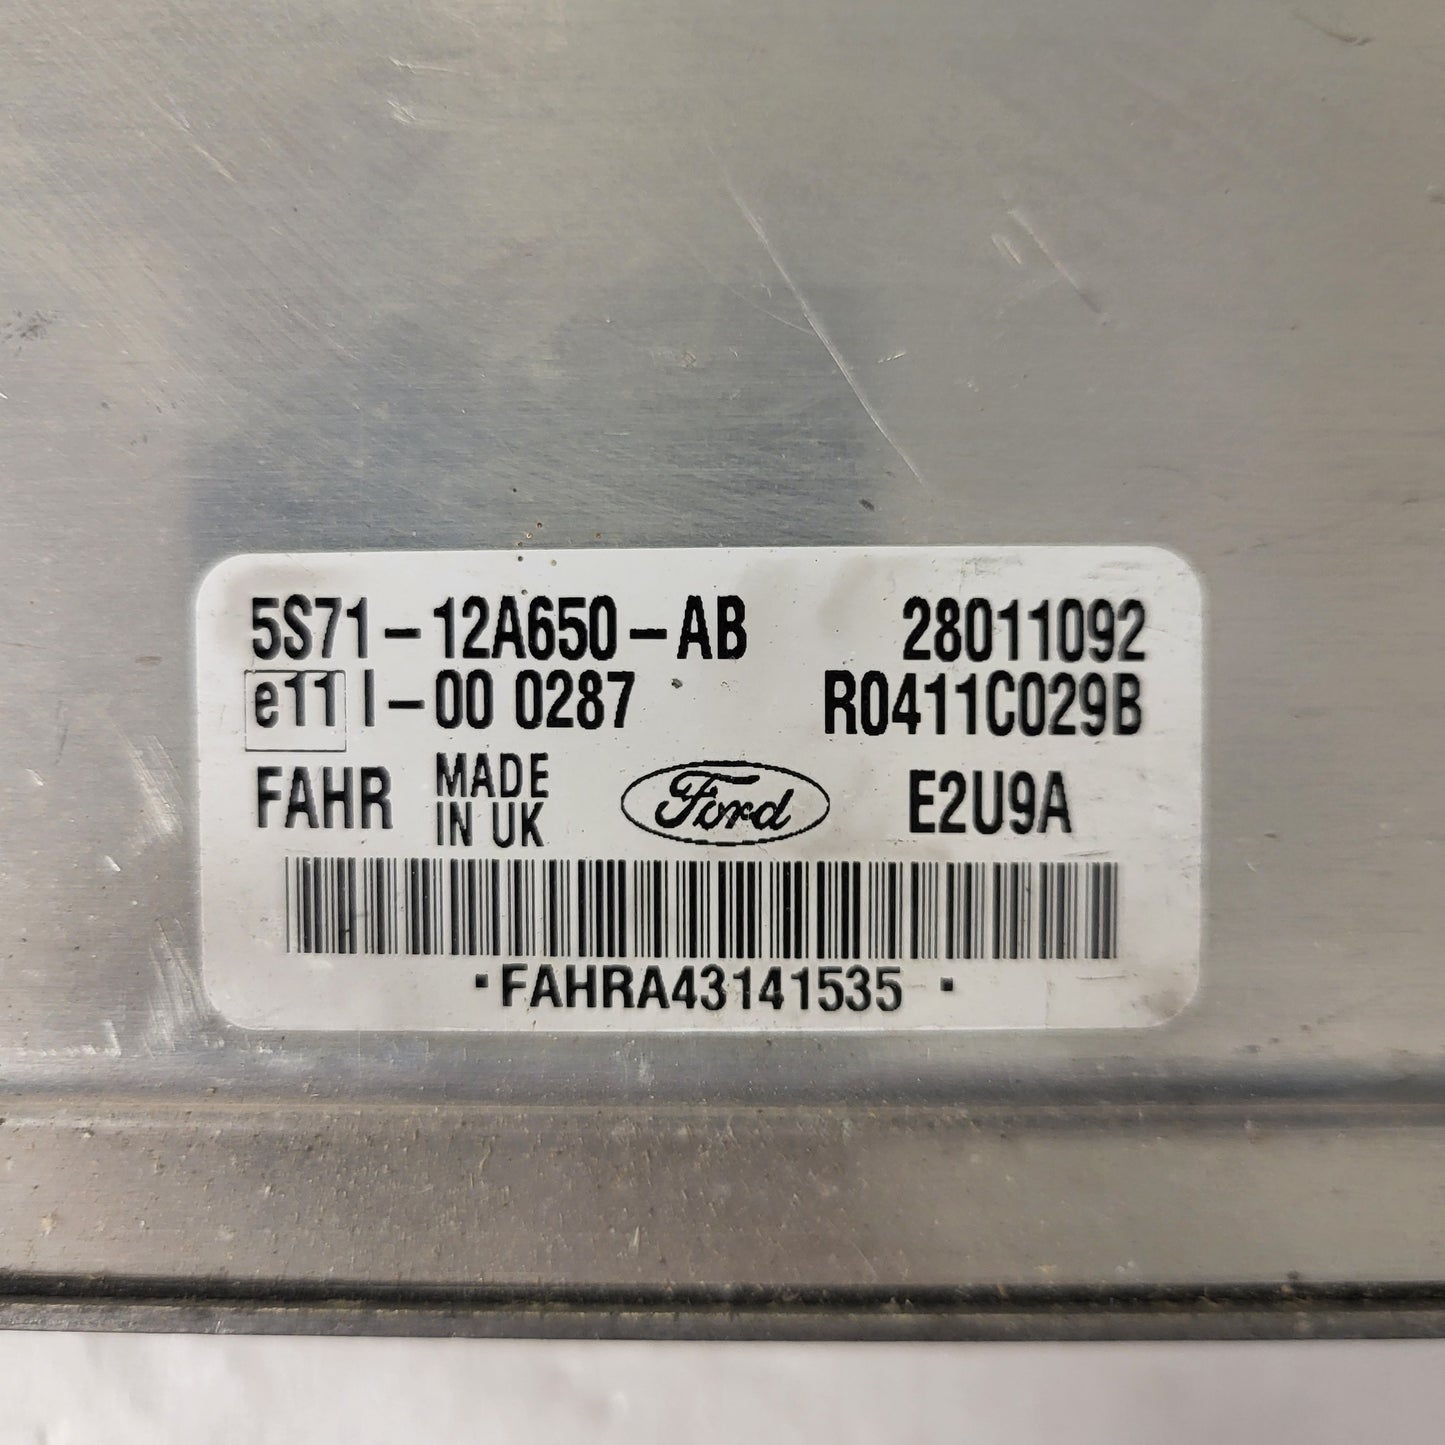 5S71-12A650-AB 28011092
e11 I-00 0287 R0411C029B
FAHR MADE IN UK Ford E2U9A
·FAHRA43141535 ·